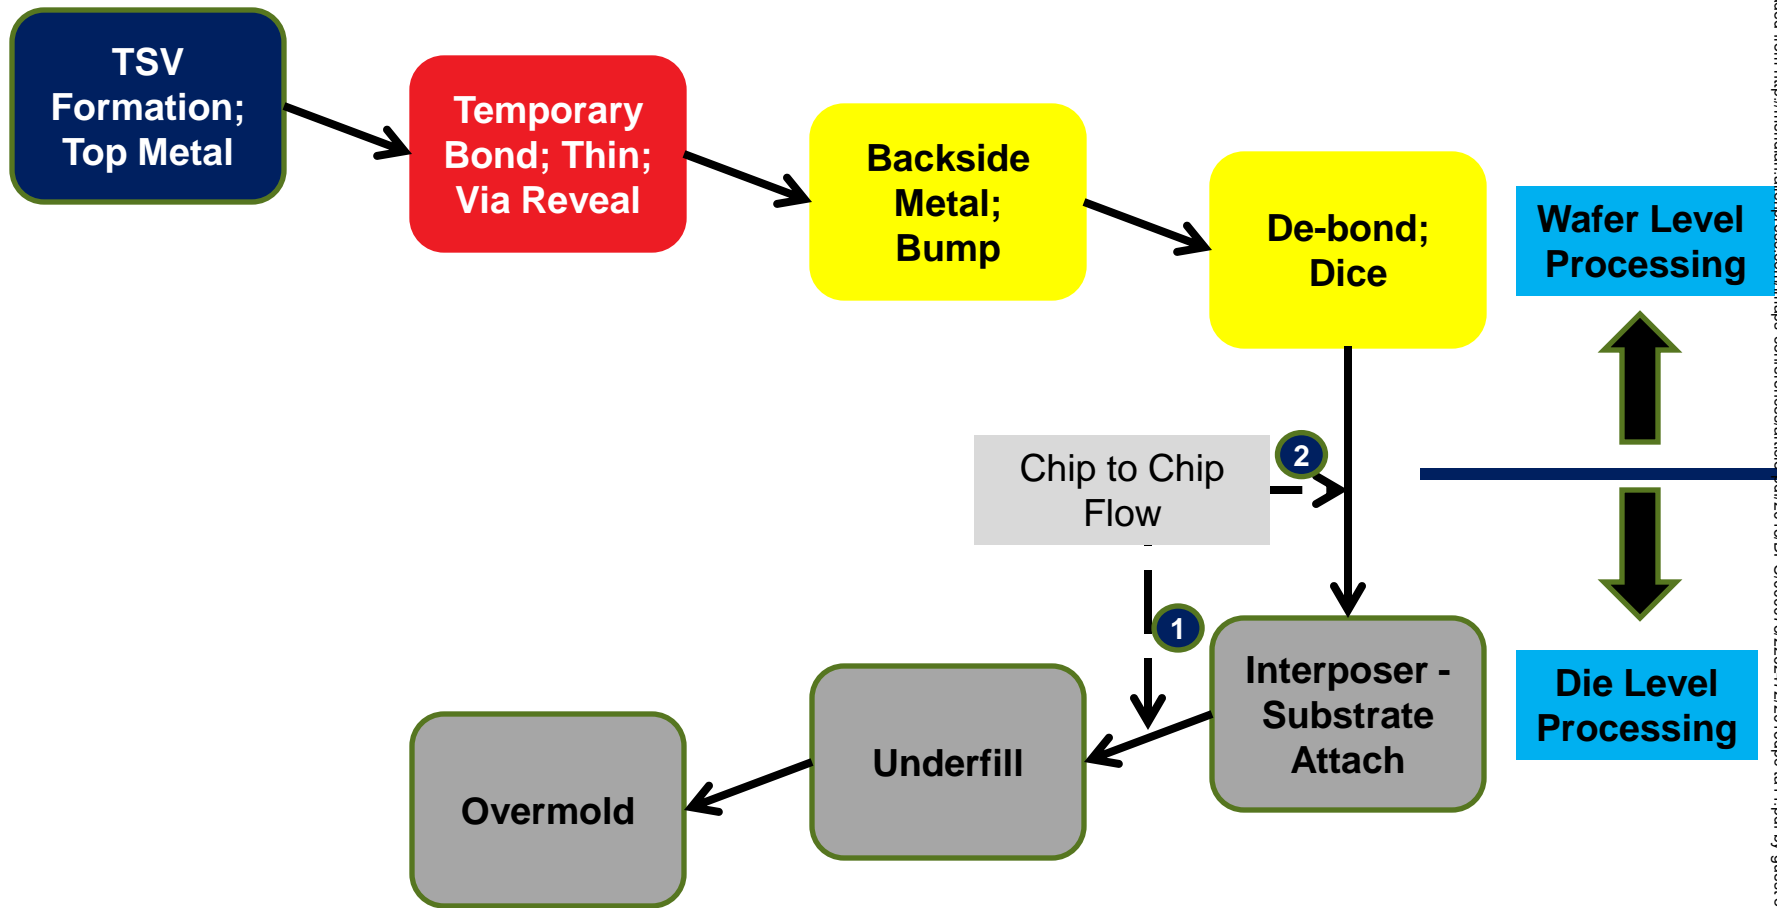 TSV
Formation;
Top Metal
Temporary
Bond; Thin;
Via Reveal
Backside
Metal;
Bump
De-bond;
Dice
Wafer Level
Processing
Chip to Chip
Flow
2
1
Interposer -
Substrate
Attach
Die Level
Processing
Underfill
Overmold